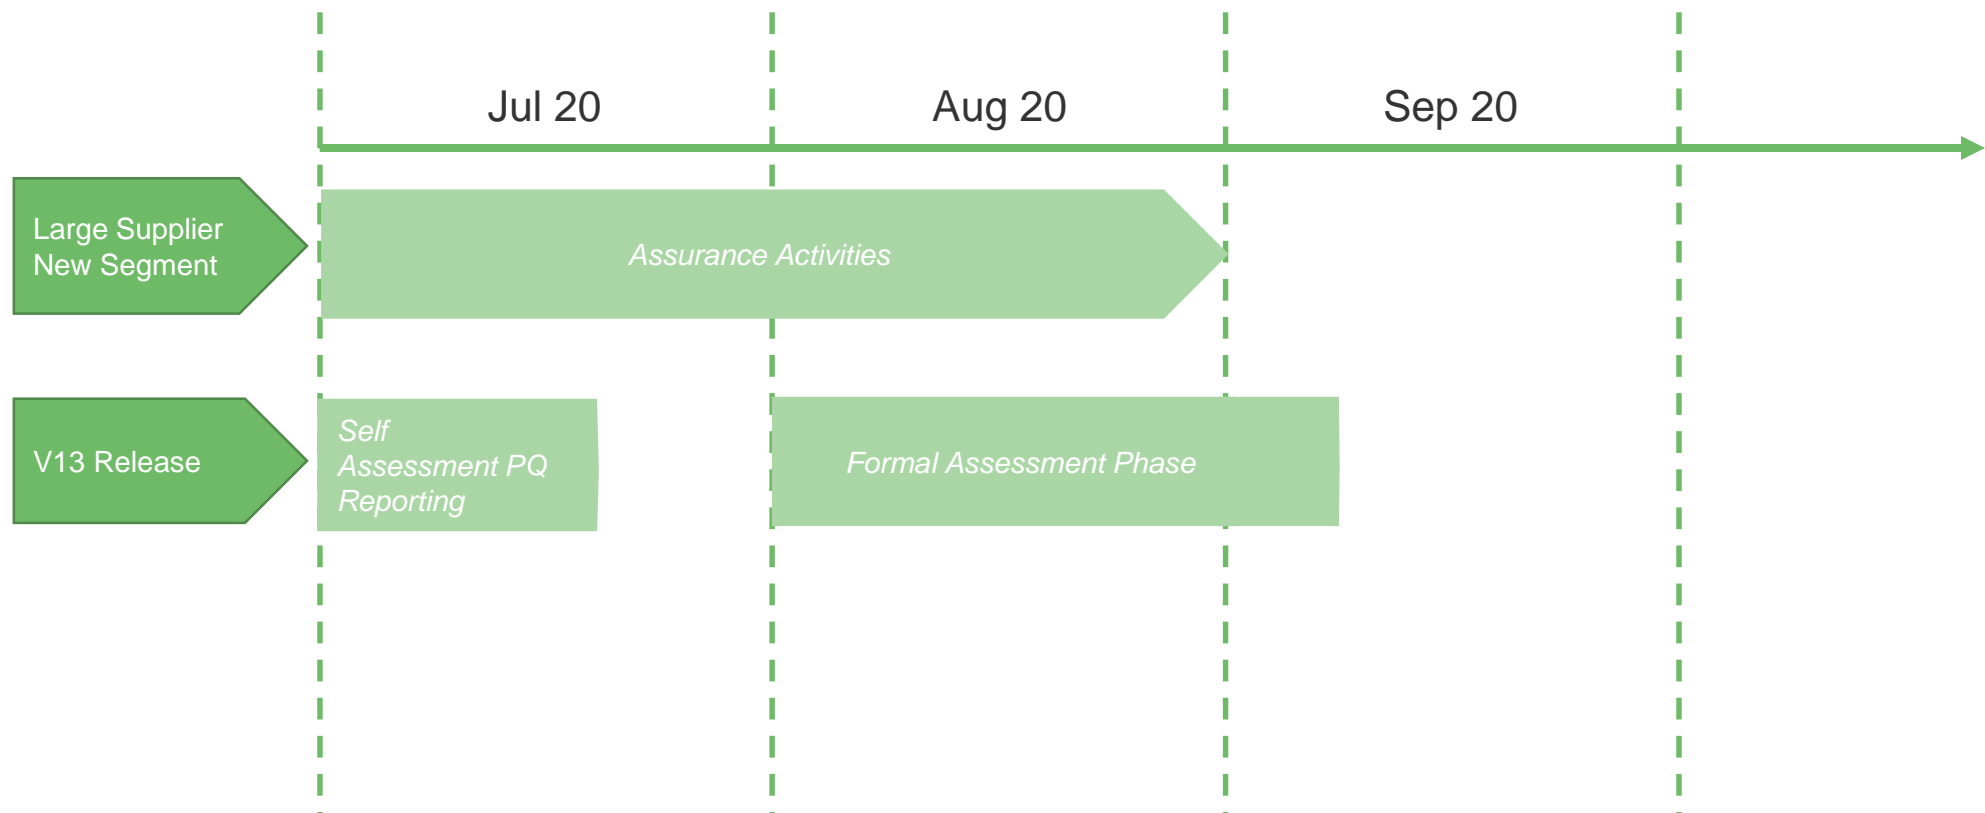 Jul 20
Aug 20
Sep 20
Large Supplier
New Segment
Assurance Activities
V13 Release
Self
Assessment PQ
Reporting
Formal Assessment Phase